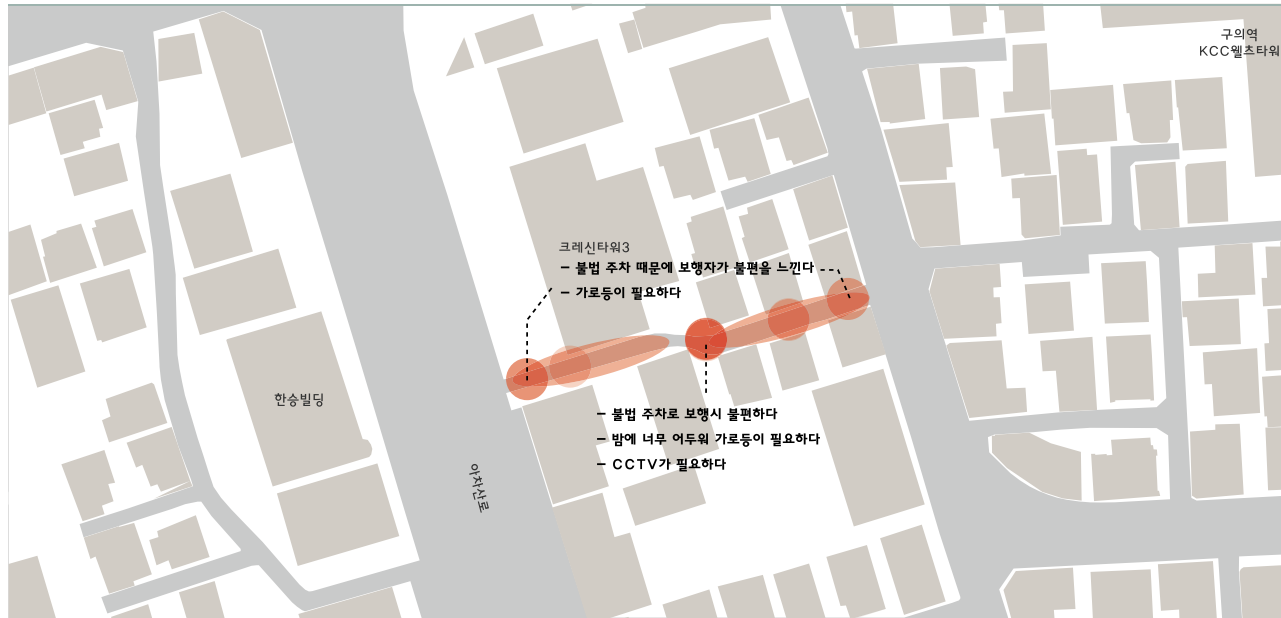 구의역
KCC웰츠타워
크레신타워3
– 불법 주차 때문에 보행자가 불편을 느낀다
– 가로등이 필요하다
한승빌딩
– 불법 주차로 보행시 불편하다
– 밤에 너무 어두워 가로등이 필요하다
– CCTV가 필요하다
아차산로